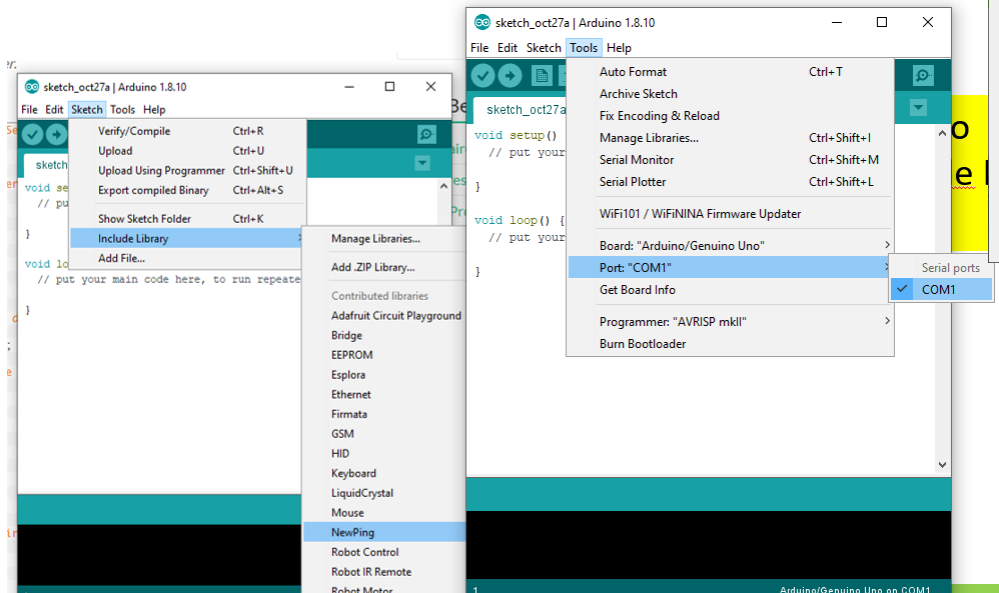 er.
sketch_oct27a | Arduino 1.8.10
File Edit Sketch Tools Help
Verify/Compile Ctrl+R
Upload Ctrl+U
Upload Using Programmer Ctrl+Shift+U
Export compiled Binary Ctrl+Alt+S
Show Sketch Folder Ctrl+K
Include Library
Add File...
sketch
void se
// pu
}
void lo
// put your main code here, to run repeate
}
Manage Libraries...
Add .ZIP Library...
Contributed libraries
Adafruit Circuit Playground
Bridge
EEPROM
Esplora
Ethernet
Firmata
GSM
HID
Keyboard
LiquidCrystal
Mouse
NewPing
Robot Control
Robot IR Remote
Robot Motor
sketch_oct27a | Arduino 1.8.10
File Edit Sketch Tools Help
Auto Format Ctrl+T
Archive Sketch
Fix Encoding & Reload
Manage Libraries... Ctrl+Shift+I
Serial Monitor Ctrl+Shift+M
Serial Plotter Ctrl+Shift+L
WiFi101 / WiFiNINA Firmware Updater
Board: "Arduino/Genuino Uno"
Port: "COM1"
Get Board Info
Programmer: "AVRISP mkII"
Burn Bootloader
Serial ports
COM1
sketch_oct27a
void setup()
// put your
}
void loop() {
// put your
}
1
Arduino/Genuino Uno on COM1